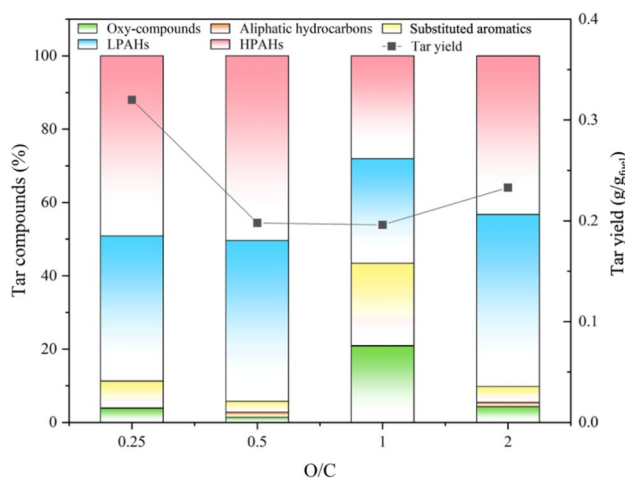 Oxy-compounds Aliphatic hydrocarbons Substituted aromatics
LPAHs HPAHs Tar yield
Tar compounds (%)
100
80
60
40
20
0
0.4
0.3
0.2
0.1
0.0
Tar yield (g/gfuel)
0.25 0.5 1 2
O/C